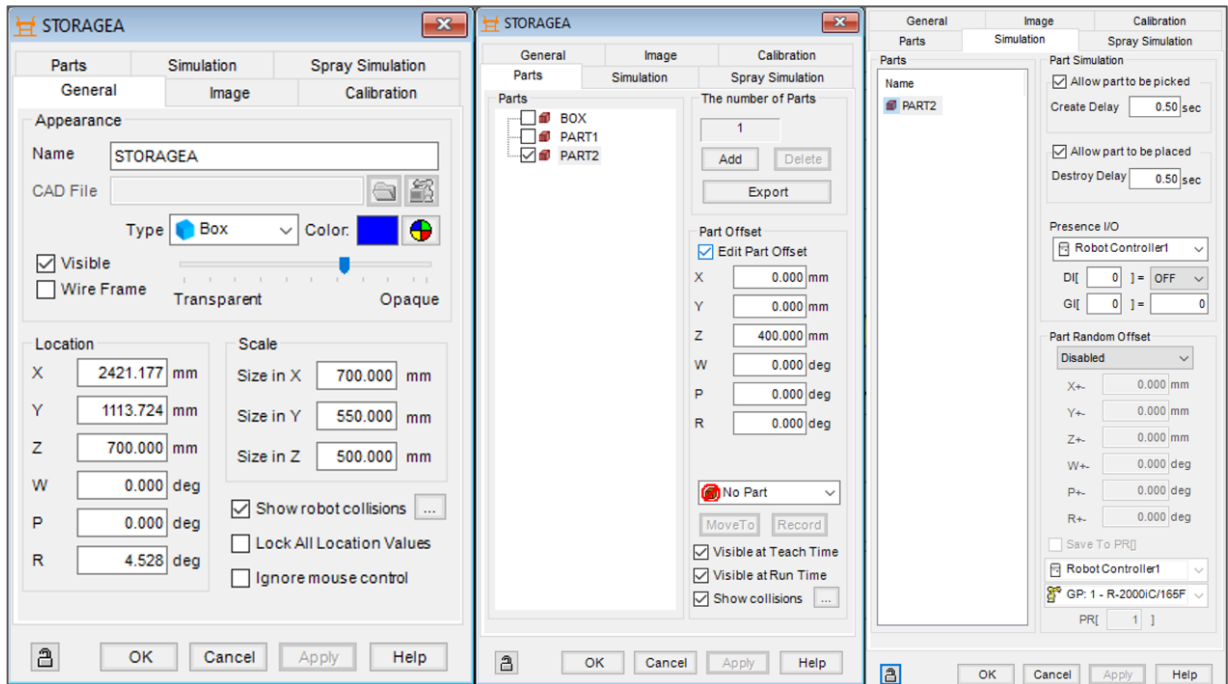 STORAGEA
Parts Simulation Spray Simulation
General Image Calibration
Appearance
Name STORAGEA
CAD File
Type Box Color:
Visible
Wire Frame Transparent Opaque
Location
X 2421.177 mm
Y 1113.724 mm
Z 700.000 mm
W 0.000 deg
P 0.000 deg
R 4.528 deg
Scale
Size in X 700.000 mm
Size in Y 550.000 mm
Size in Z 500.000 mm
Show robot collisions ...
Lock All Location Values
Ignore mouse control
OK Cancel Apply Help
STORAGEA
General Image Calibration
Parts Simulation Spray Simulation
Parts
BOX
PART1
PART2
The number of Parts
1
Add Delete
Export
Part Offset
Edit Part Offset
X 0.000 mm
Y 0.000 mm
Z 400.000 mm
W 0.000 deg
P 0.000 deg
R 0.000 deg
No Part
MoveTo Record
Visible at Teach Time
Visible at Run Time
Show collisions ...
OK Cancel Apply Help
General Image Calibration
Parts Simulation Spray Simulation
Parts
Name
PART2
Part Simulation
Allow part to be picked
Create Delay 0.50 sec
Allow part to be placed
Destroy Delay 0.50 sec
Presence I/O
Robot Controller1
DI[ 0 ] = OFF
GI[ 0 ] = 0
Part Random Offset
Disabled
X+- 0.000 mm
Y+- 0.000 mm
Z+- 0.000 mm
W+- 0.000 deg
P+- 0.000 deg
R+- 0.000 deg
Save To PR[]
Robot Controller1
GP: 1 - R-2000iC/165F
PR[ 1 ]
OK Cancel Apply Help